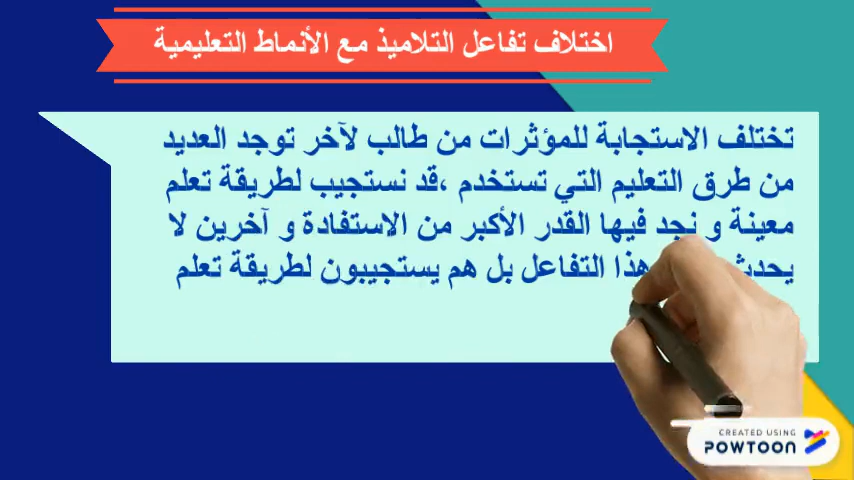 اختلاف تفاعل التلاميذ مع الأنماط التعليمية
تختلف الاستجابة للمؤثرات من طالب لآخر توجد العديد
من طرق التعليم التي تستخدم ،قد نستجيب لطريقة تعلم
معينة و نجد فيها القدر الأكبر من الاستفادة و آخرين لا
هذا التفاعل بل هم يستجيبون لطريقة تعلم
CREATED USING
POWTOON